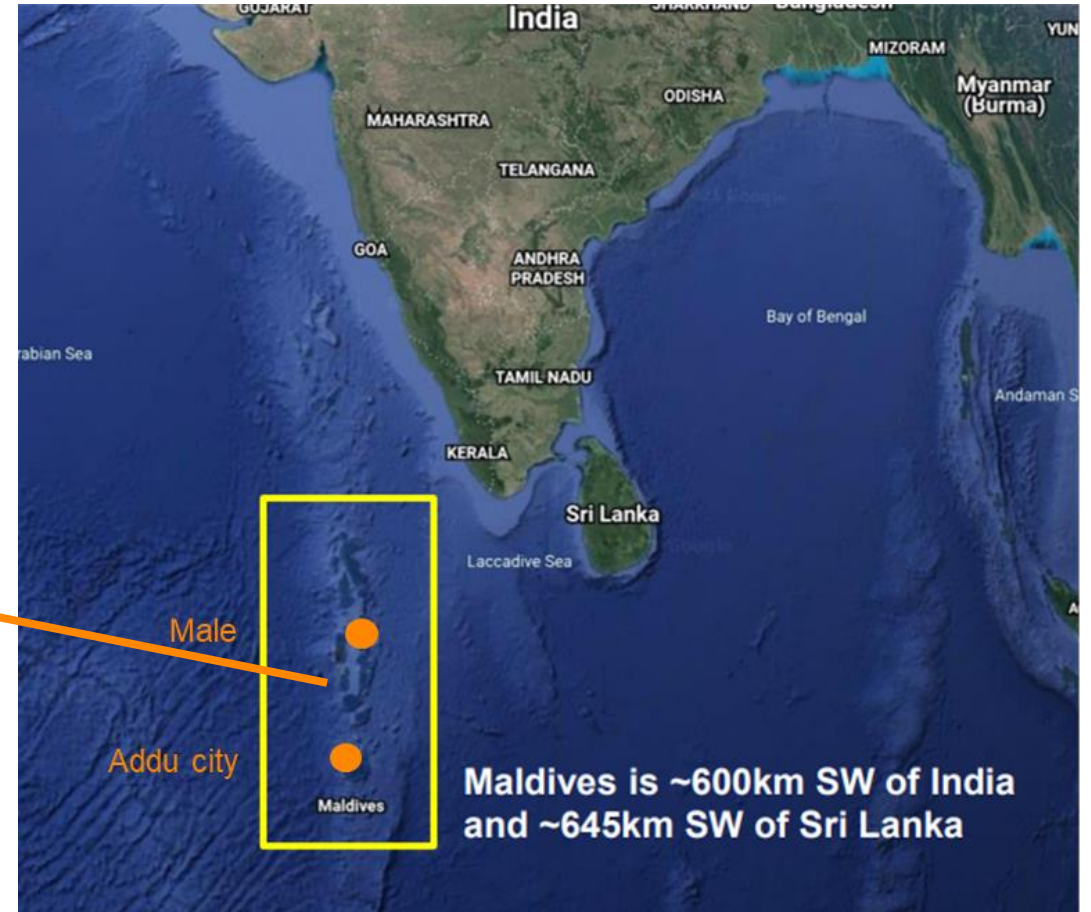 GUJARAT
India
JHARKHAND
Bangladesh
YUN
MIZORAM
Myanmar
(Burma)
ODISHA
MAHARASHTRA
TELANGANA
GOA
ANDHRA
PRADESH
Bay of Bengal
rabian Sea
TAMIL NADU
Andaman S
KERALA
Sri Lanka
Laccadive Sea
A
Male
Addu city
Maldives
Maldives is ~600km SW of India
and ~645km SW of Sri Lanka